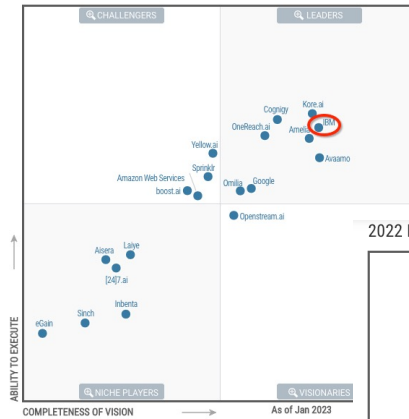 CHALLENGERS
LEADERS
Kore.ai
Cognigy
IBM
OneReach.ai
Amelia
Yellow.ai
Avaamo
Sprinklr
Amazon Web Services
boost.ai
Omilia
Google
Openstream.ai
2022
Aisera
Laiye
[24]7.ai
Inbenta
Sinch
eGain
ABILITY TO EXECUTE
NICHE PLAYERS
VISIONARIES
COMPLETENESS OF VISION
As of Jan 2023